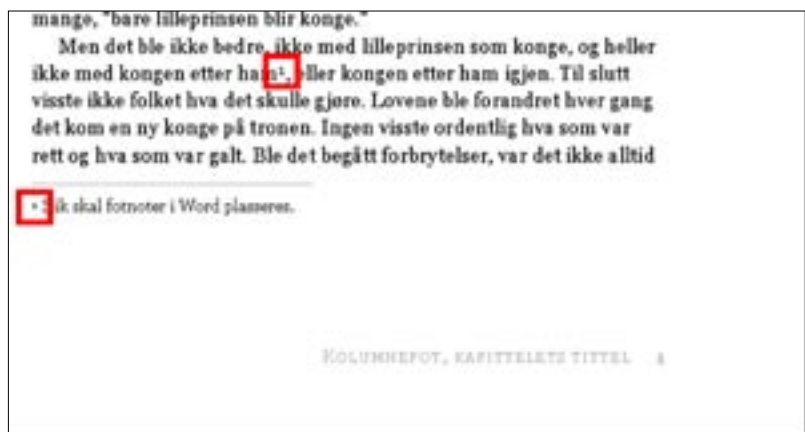 mange, "bare lilleprinsen blir konge."
Men det ble ikke bedre, ikke med lilleprinsen som konge, og heller
ikke med kongen etter ham¹, eller kongen etter ham igjen. Til slutt
visste ikke folket hva det skulle gjøre. Lovene ble forandret hver gang
det kom en ny konge på tronen. Ingen visste ordentlig hva som var
rett og hva som var galt. Ble det begått forbrytelser, var det ikke alltid
Slik skal fotnoter i Word plasseres.
KOLUMNEPOT, KAPITTELETS TITTEL